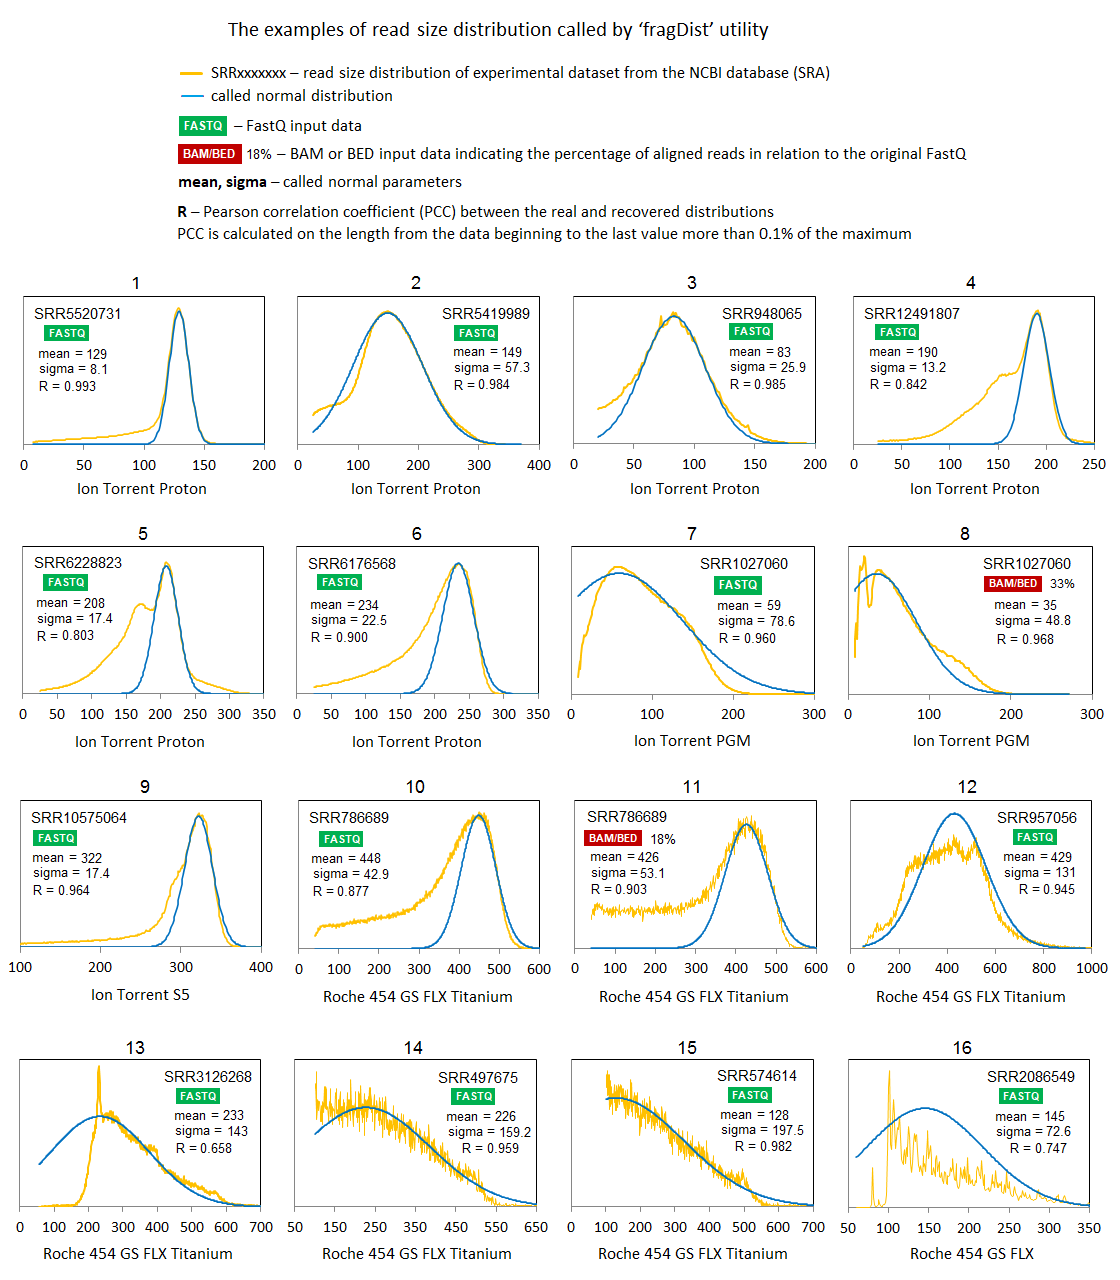 The examples of read size distribution called by ‘fragDist’ utility
SRRxxxxxxx – read size distribution of experimental dataset from the NCBI database (SRA)
called normal distribution
FASTQ – FastQ input data
BAM/BED 18% – BAM or BED input data indicating the percentage of aligned reads in relation to the original FastQ
mean, sigma – called normal parameters
R – Pearson correlation coefficient (PCC) between the real and recovered distributions
PCC is calculated on the length from the data beginning to the last value more than 0.1% of the maximum
1
SRR5520731
FASTQ
mean = 129
sigma = 8.1
R = 0.993
0 50 100 150 200
Ion Torrent Proton
2
SRR5419989
FASTQ
mean = 149
sigma = 57.3
R = 0.984
0 100 200 300 400
Ion Torrent Proton
3
SRR948065
FASTQ
mean = 83
sigma = 25.9
R = 0.985
0 50 100 150 200
Ion Torrent Proton
4
SRR12491807
FASTQ
mean = 190
sigma = 13.2
R = 0.842
0 50 100 150 200 250
Ion Torrent Proton
5
SRR6228823
FASTQ
mean = 208
sigma = 17.4
R = 0.803
0 50 100 150 200 250 300 350
Ion Torrent Proton
6
SRR6176568
FASTQ
mean = 234
sigma = 22.5
R = 0.900
0 50 100 150 200 250 300 350
Ion Torrent Proton
7
SRR1027060
FASTQ
mean = 59
sigma = 78.6
R = 0.960
0 100 200 300
Ion Torrent PGM
8
SRR1027060
BAM/BED 33%
mean = 35
sigma = 48.8
R = 0.968
0 100 200 300
Ion Torrent PGM
9
SRR10575064
FASTQ
mean = 322
sigma = 17.4
R = 0.964
100 200 300 400
Ion Torrent S5
10
SRR786689
FASTQ
mean = 448
sigma = 42.9
R = 0.877
0 100 200 300 400 500 600
Roche 454 GS FLX Titanium
11
SRR786689
BAM/BED 18%
mean = 426
sigma = 53.1
R = 0.903
0 100 200 300 400 500 600
Roche 454 GS FLX Titanium
12
SRR957056
FASTQ
mean = 429
sigma = 131
R = 0.945
0 200 400 600 800 1000
Roche 454 GS FLX Titanium
13
SRR3126268
FASTQ
mean = 233
sigma = 143
R = 0.658
0 100 200 300 400 500 600 700
Roche 454 GS FLX Titanium
14
SRR497675
FASTQ
mean = 226
sigma = 159.2
R = 0.959
50 150 250 350 450 550 650
Roche 454 GS FLX Titanium
15
SRR574614
FASTQ
mean = 128
sigma = 197.5
R = 0.982
0 100 200 300 400 500 600 700
Roche 454 GS FLX Titanium
16
SRR2086549
FASTQ
mean = 145
sigma = 72.6
R = 0.747
50 100 150 200 250 300 350
Roche 454 GS FLX